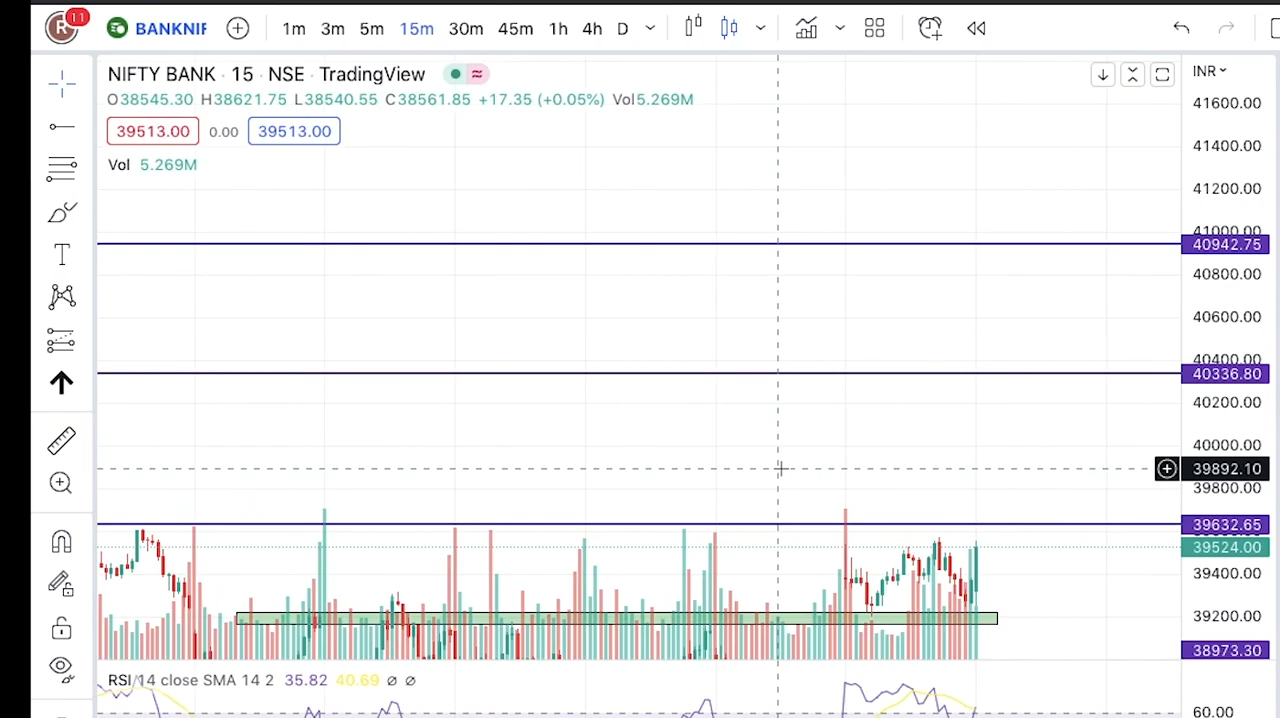 R 11 BANKNIF 1m 3m 5m 15m 30m 45m 1h 4h D
NIFTY BANK · 15 · NSE · TradingView
INR
O38545.30 H38621.75 L38540.55 C38561.85 +17.35 (+0.05%) Vol5.269M
39513.00 0.00 39513.00
Vol 5.269M
T
41600.00
41400.00
41200.00
41000.00
40942.75
40800.00
40600.00
40400.00
40336.80
40200.00
40000.00
39892.10
39800.00
39632.65
39524.00
39400.00
39200.00
38973.30
RSI 14 close SMA 14 2 35.82 40.69 ∅ ∅
60.00